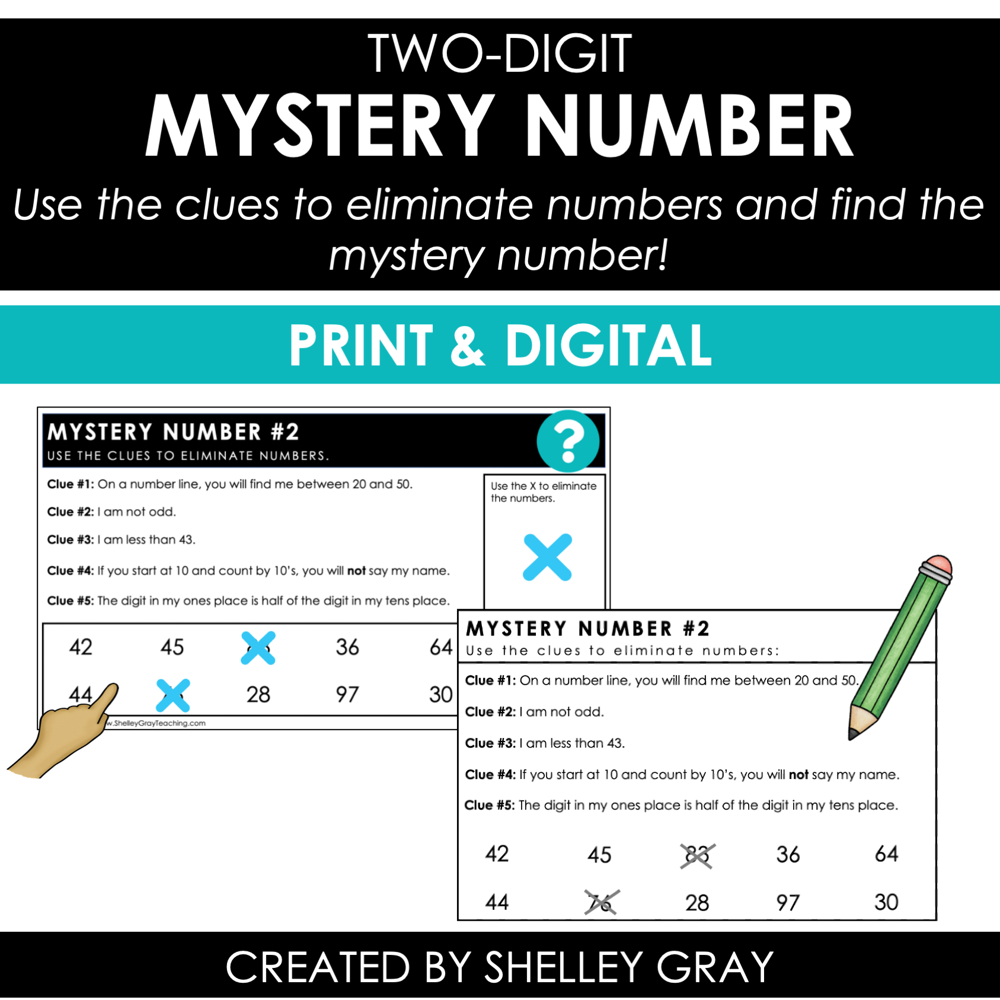 TWO-DIGIT
MYSTERY NUMBER
Use the clues to eliminate numbers and find the
mystery number!
PRINT & DIGITAL
MYSTERY NUMBER #2
USE THE CLUES TO ELIMINATE NUMBERS.
?
Clue #1: On a number line, you will find me between 20 and 50.
Clue #2: I am not odd.
Clue #3: I am less than 43.
Clue #4: If you start at 10 and count by 10's, you will not say my name.
Clue #5: The digit in my ones place is half of the digit in my tens place.
Use the X to eliminate
the numbers.
42 45 36 64
44 28 97 30
w.ShelleyGrayTeaching.com
MYSTERY NUMBER #2
Use the clues to eliminate numbers:
Clue #1: On a number line, you will find me between 20 and 50.
Clue #2: I am not odd.
Clue #3: I am less than 43.
Clue #4: If you start at 10 and count by 10's, you will not say my name.
Clue #5: The digit in my ones place is half of the digit in my tens place.
42 45 83 36 64
44 76 28 97 30
CREATED BY SHELLEY GRAY